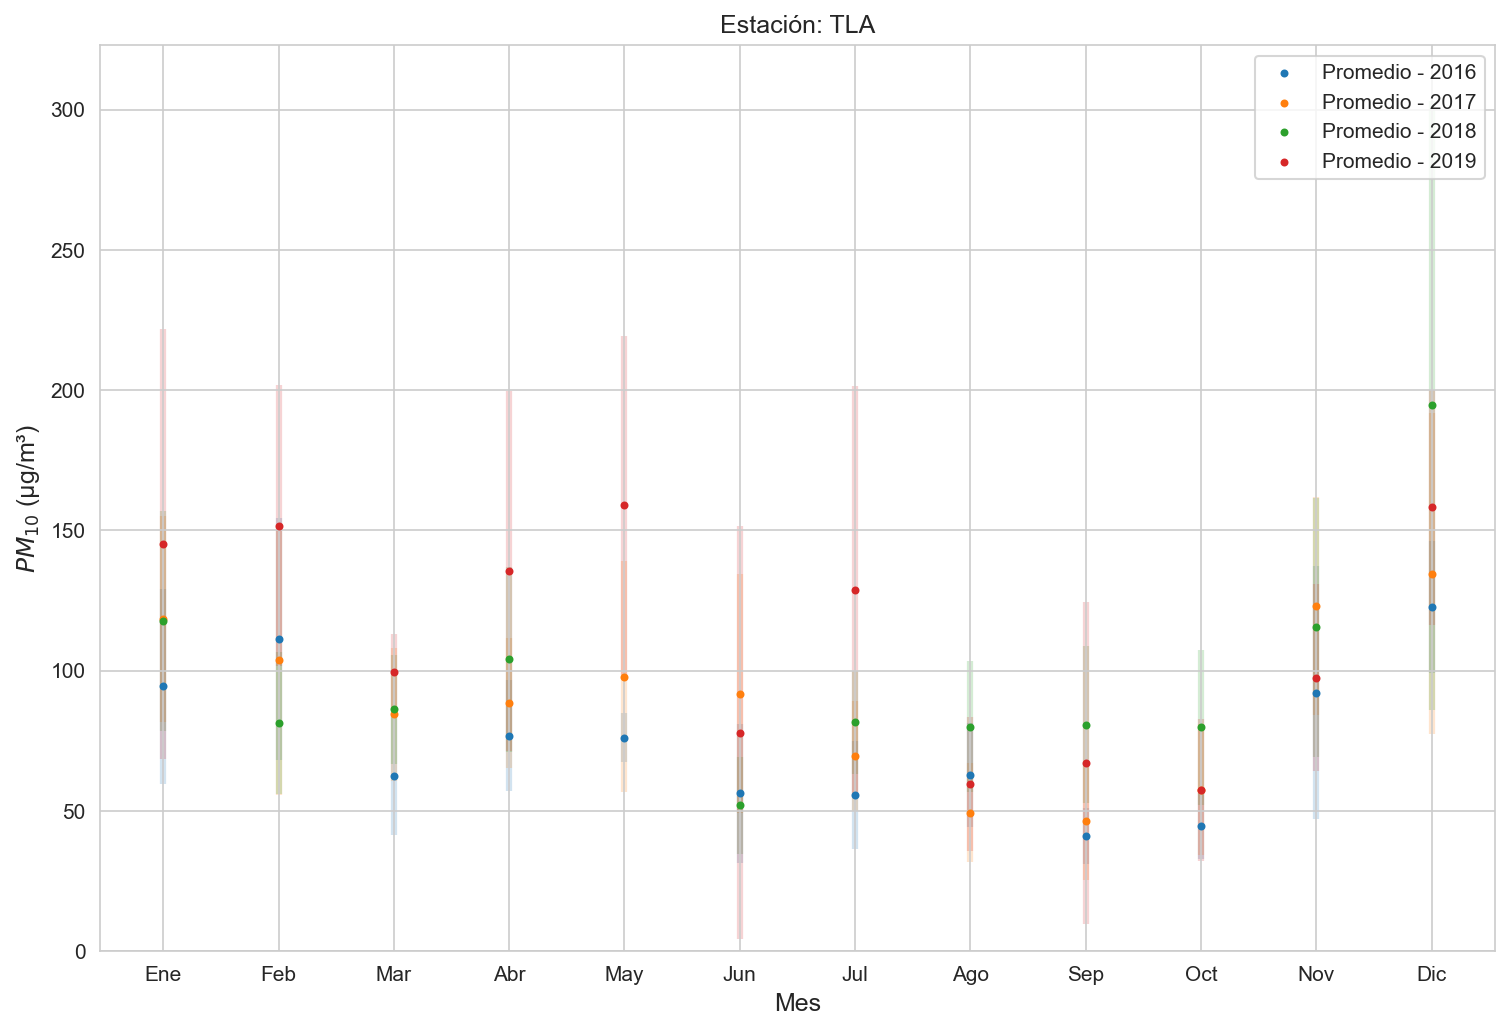 Estación: TLA
Promedio - 2016
Promedio - 2017
Promedio - 2018
Promedio - 2019
300
250
200
150
100
50
0
PM₁₀ (µg/m³)
Ene Feb Mar Abr May Jun Jul Ago Sep Oct Nov Dic
Mes